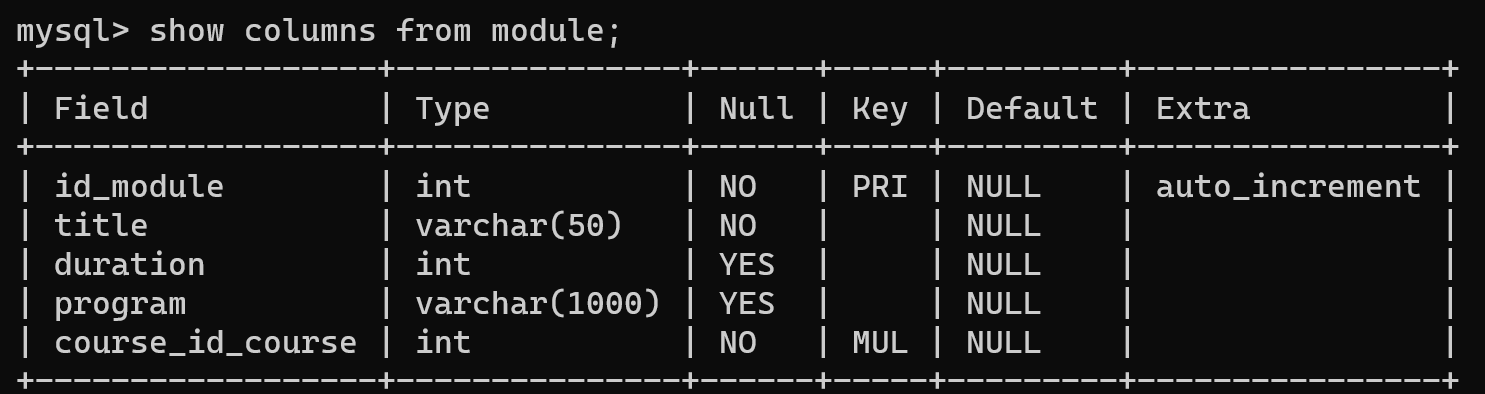 mysql> show columns from module;
+-----------------+---------------+------+-----+---------+----------------+
| Field           | Type          | Null | Key | Default | Extra          |
+-----------------+---------------+------+-----+---------+----------------+
| id_module       | int           | NO   | PRI | NULL    | auto_increment |
| title           | varchar(50)   | NO   |     | NULL    |                |
| duration        | int           | YES  |     | NULL    |                |
| program         | varchar(1000) | YES  |     | NULL    |                |
| course_id_course | int           | NO   | MUL | NULL    |                |
+-----------------+---------------+------+-----+---------+----------------+